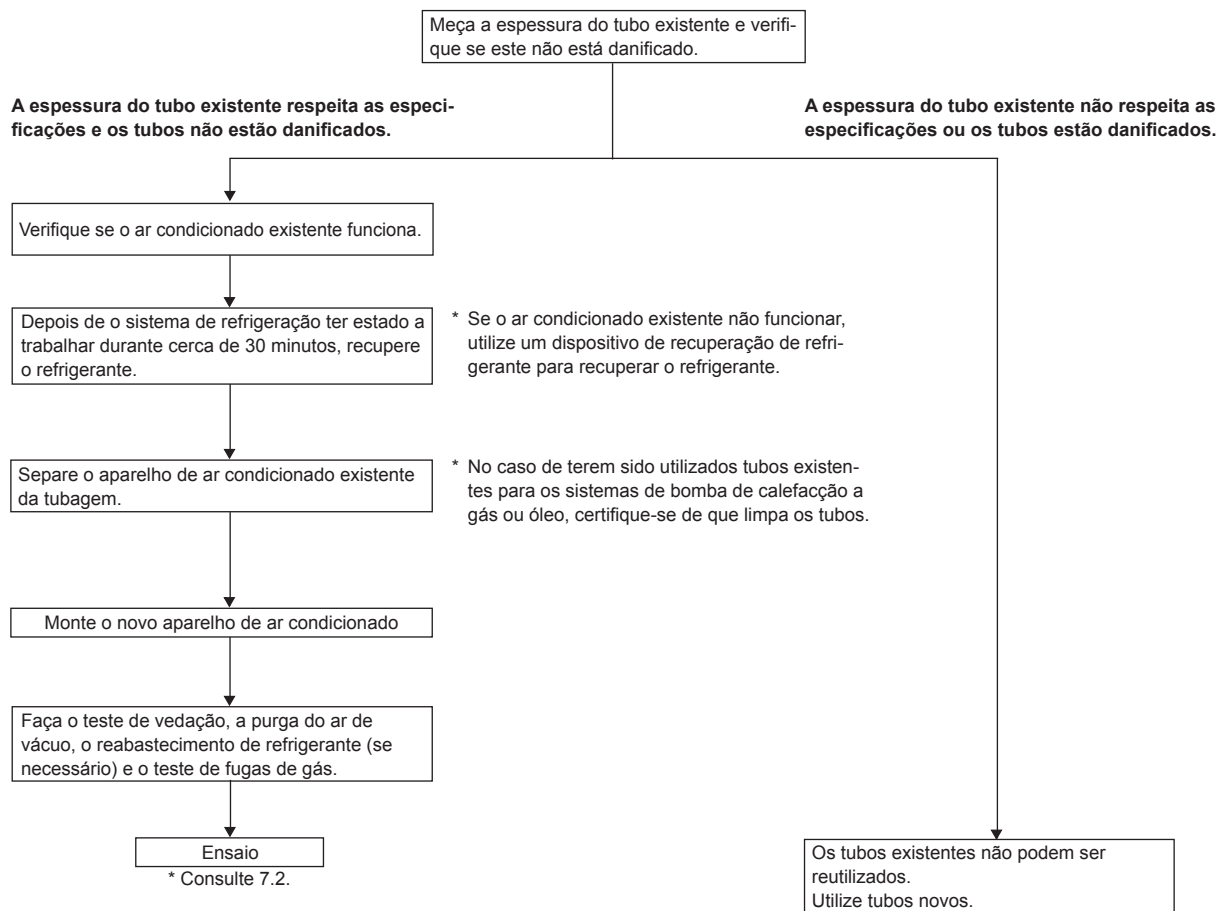 Meça a espessura do tubo existente e verifi-
que se este não está danificado.
A espessura do tubo existente respeita as especi-
ficações e os tubos não estão danificados.
A espessura do tubo existente não respeita as
especificações ou os tubos estão danificados.
Verifique se o ar condicionado existente funciona.
Depois de o sistema de refrigeração ter estado a
trabalhar durante cerca de 30 minutos, recupere
o refrigerante.
* Se o ar condicionado existente não funcionar,
utilize um dispositivo de recuperação de refri-
gerante para recuperar o refrigerante.
Separe o aparelho de ar condicionado existente
da tubagem.
* No caso de terem sido utilizados tubos existen-
tes para os sistemas de bomba de calefacção a
gás ou óleo, certifique-se de que limpa os tubos.
Monte o novo aparelho de ar condicionado
Faça o teste de vedação, a purga do ar de
vácuo, o reabastecimento de refrigerante (se
necessário) e o teste de fugas de gás.
Ensaio
* Consulte 7.2.
Os tubos existentes não podem ser
reutilizados.
Utilize tubos novos.